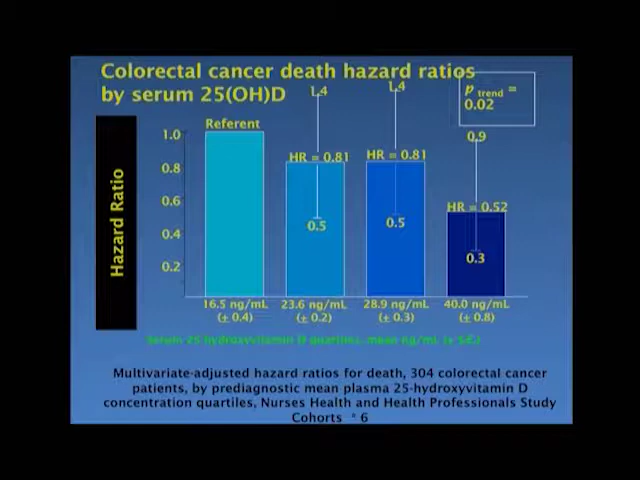 Colorectal cancer death hazard ratios
by serum 25(OH)D
p trend =
0.02
1.4
1.4
0.9
Referent
1.0
0.8
0.6
0.4
0.2
Hazard Ratio
HR = 0.81
HR = 0.81
HR = 0.52
0.5
0.5
0.3
16.5 ng/mL
(± 0.4)
23.6 ng/mL
(± 0.2)
28.9 ng/mL
(± 0.3)
40.0 ng/mL
(± 0.8)
serum 25 hydroxyvitamin D quartiles, mean ng/mL (± S.E.)
Multivariate-adjusted hazard ratios for death, 304 colorectal cancer
patients, by prediagnostic mean plasma 25-hydroxyvitamin D
concentration quartiles, Nurses Health and Health Professionals Study
Cohorts * 6